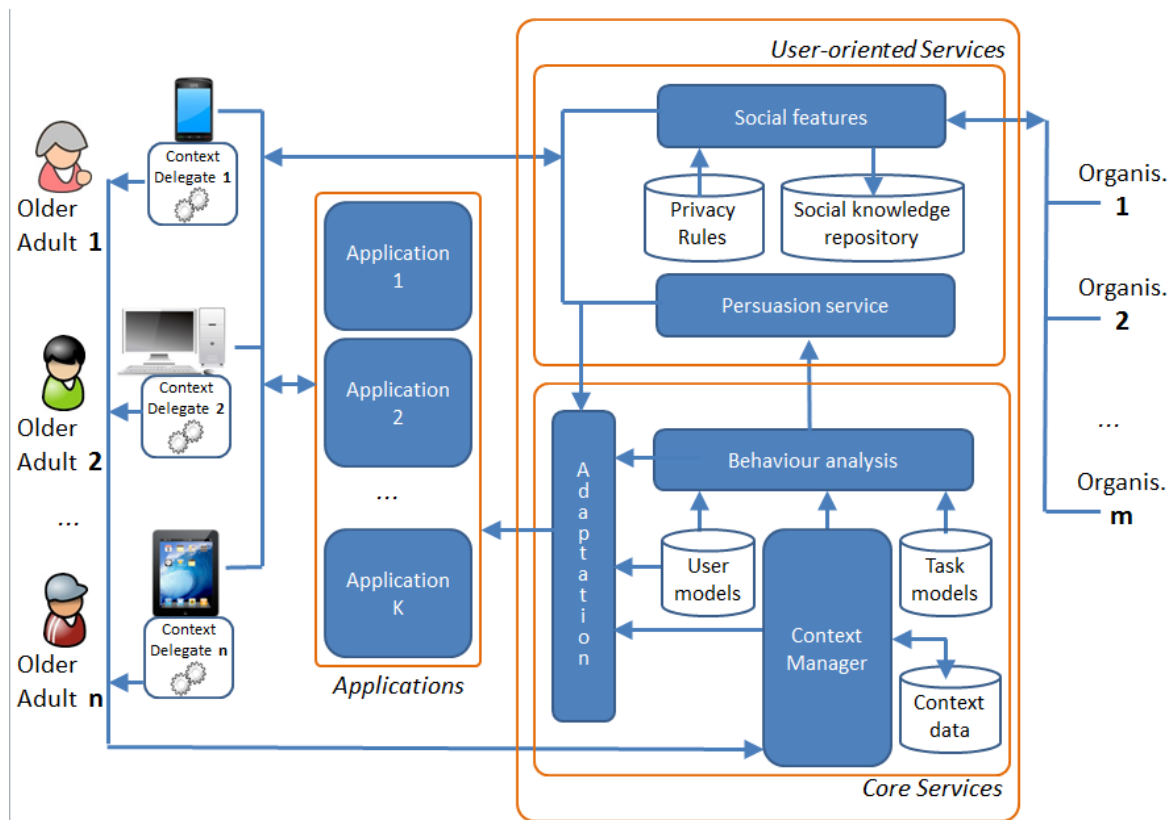 User-oriented Services
Social features
Privacy
Rules
Social knowledge
repository
Persuasion service
Context
Delegate 1
Older
Adult 1
Context
Delegate 2
Older
Adult 2
...
Context
Delegate n
Older
Adult n
Application
1
Application
2
...
Application
K
Applications
Adaptation
Behaviour analysis
User
models
Task
models
Context
Manager
Context
data
Core Services
Organis.
1
Organis.
2
...
Organis.
m